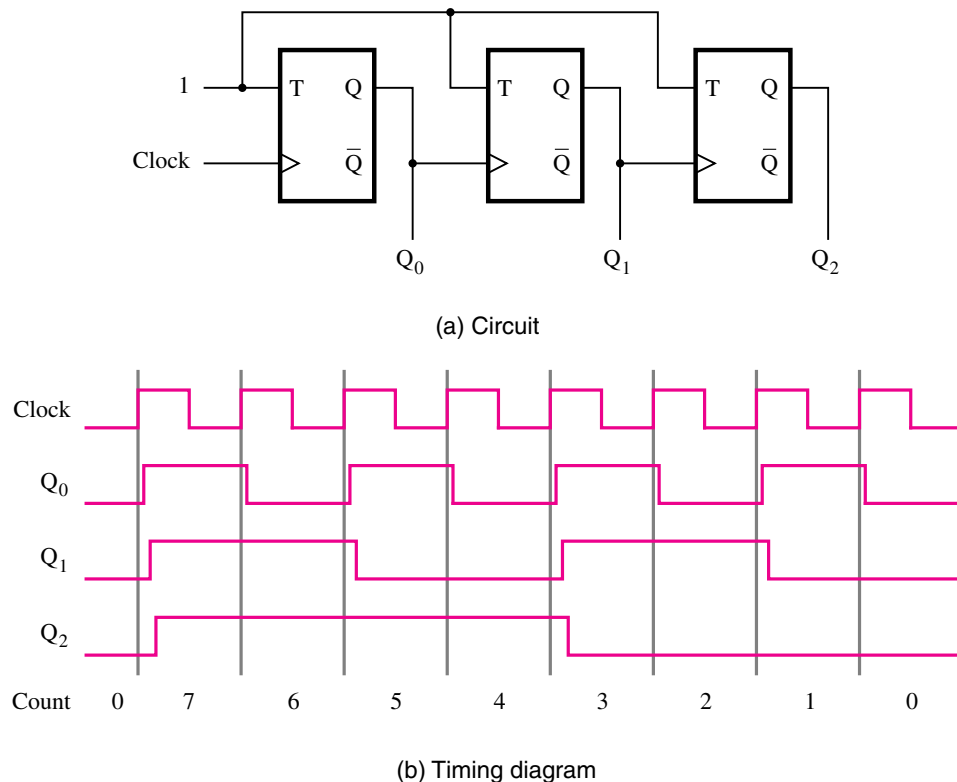 1 T Q T Q T Q
Clock Q̅ Q̅ Q̅
Q₀ Q₁ Q₂
(a) Circuit
Clock
Q₀
Q₁
Q₂
Count 0 7 6 5 4 3 2 1 0
(b) Timing diagram